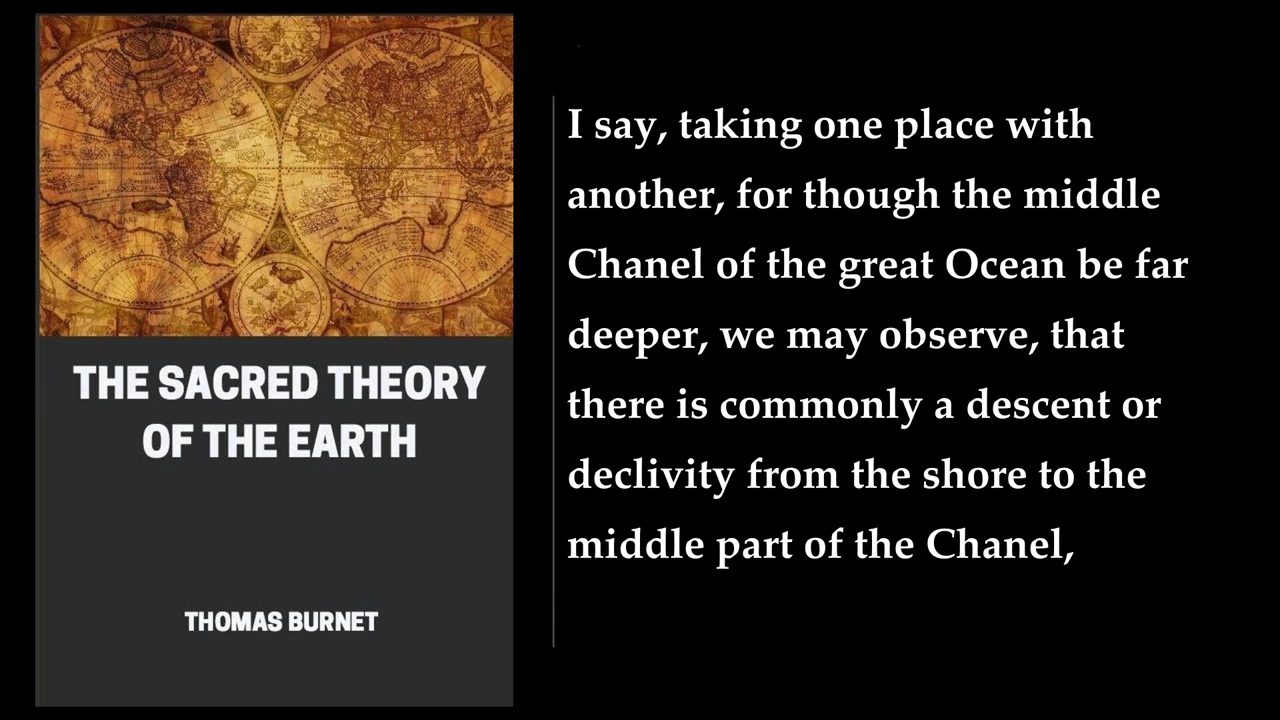 THE SACRED THEORY
OF THE EARTH
THOMAS BURNET
I say, taking one place with
another, for though the middle
Chanel of the great Ocean be far
deeper, we may observe, that
there is commonly a descent or
declivity from the shore to the
middle part of the Chanel,